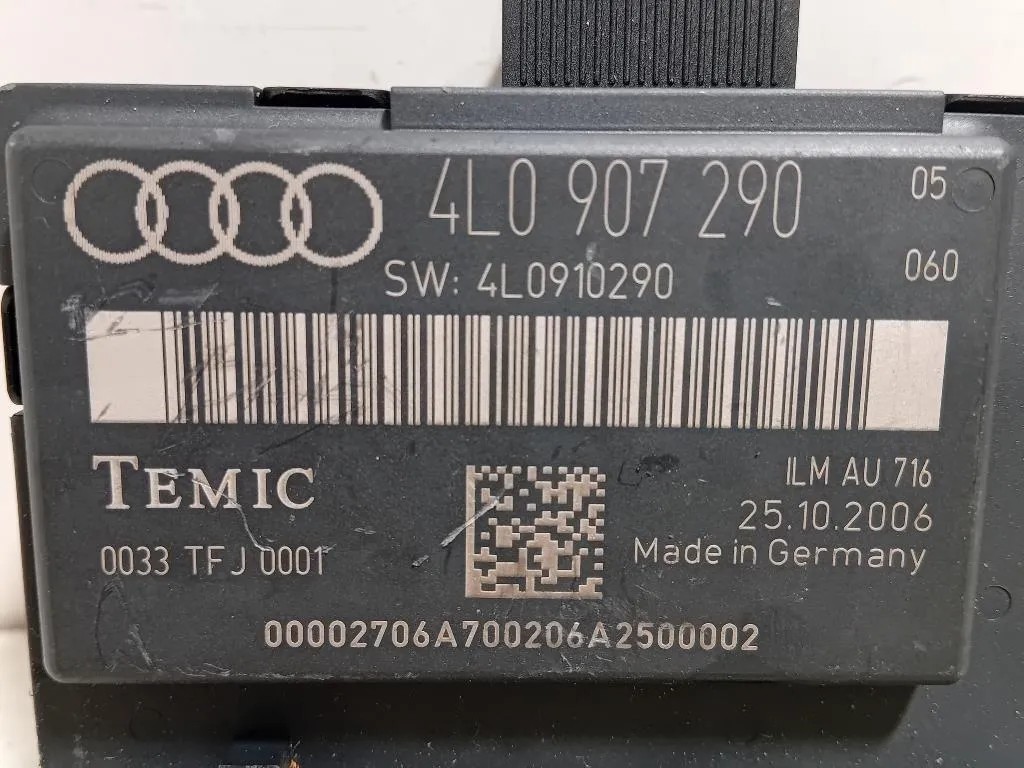 4L0 907 290 05
SW: 4L0910290 060
TEMIC
ILM AU 716
25.10.2006
0033 TFJ 0001
Made in Germany
00002706A700206A2500002